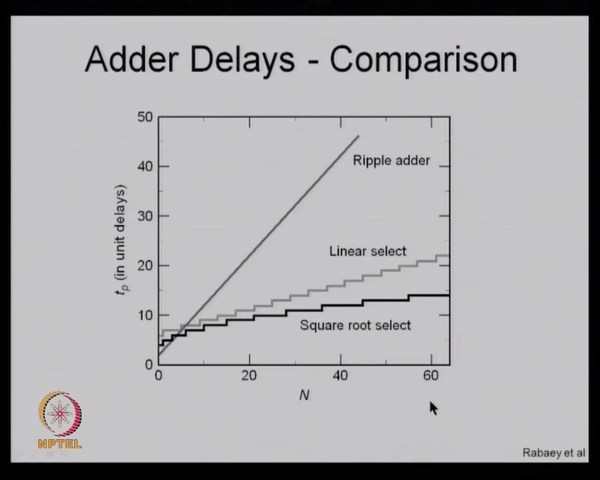 Adder Delays - Comparison
50
40
30
20
10
0
tp (in unit delays)
Ripple adder
Linear select
Square root select
0 20 40 60
N
NPTEL
Rabaey et al